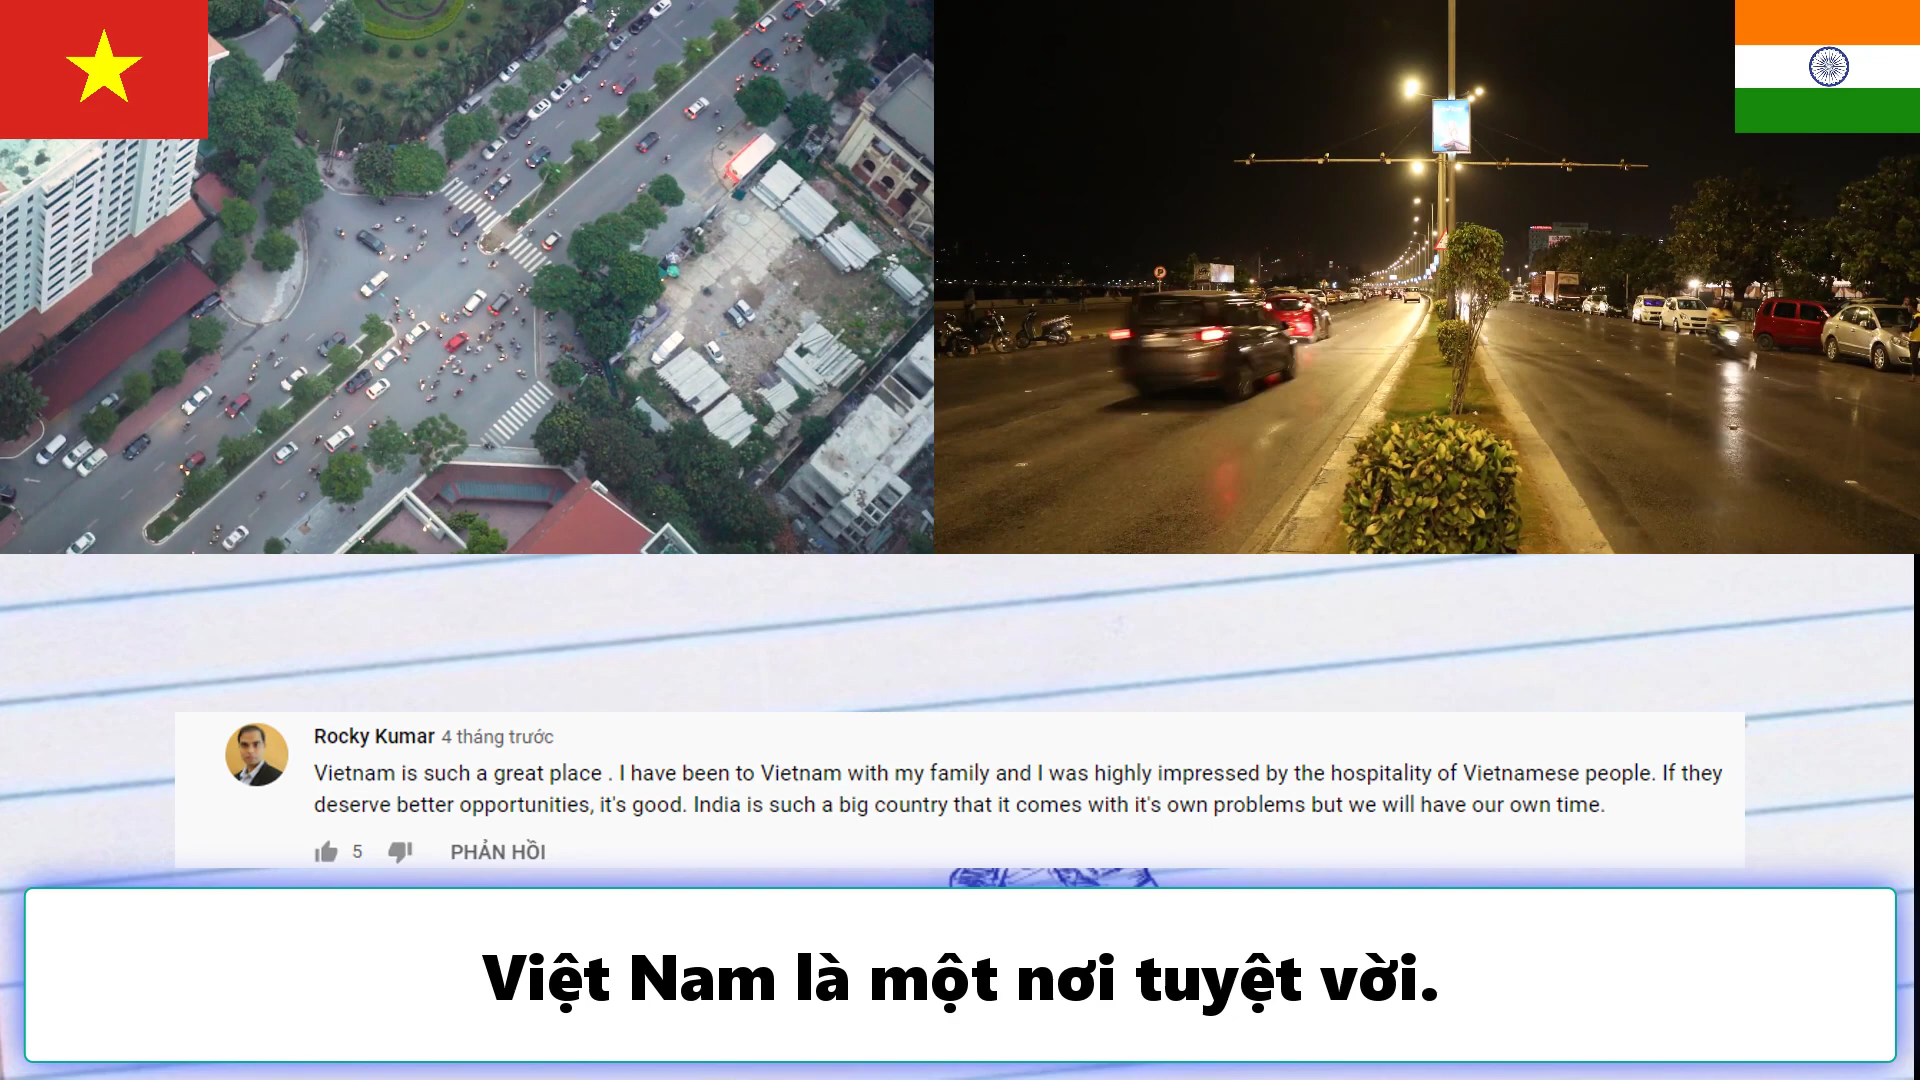 Rocky Kumar 4 tháng trước
Vietnam is such a great place . I have been to Vietnam with my family and I was highly impressed by the hospitality of Vietnamese people. If they
deserve better opportunities, it's good. India is such a big country that it comes with it's own problems but we will have our own time.
5 PHẢN HỒI
Việt Nam là một nơi tuyệt vời.